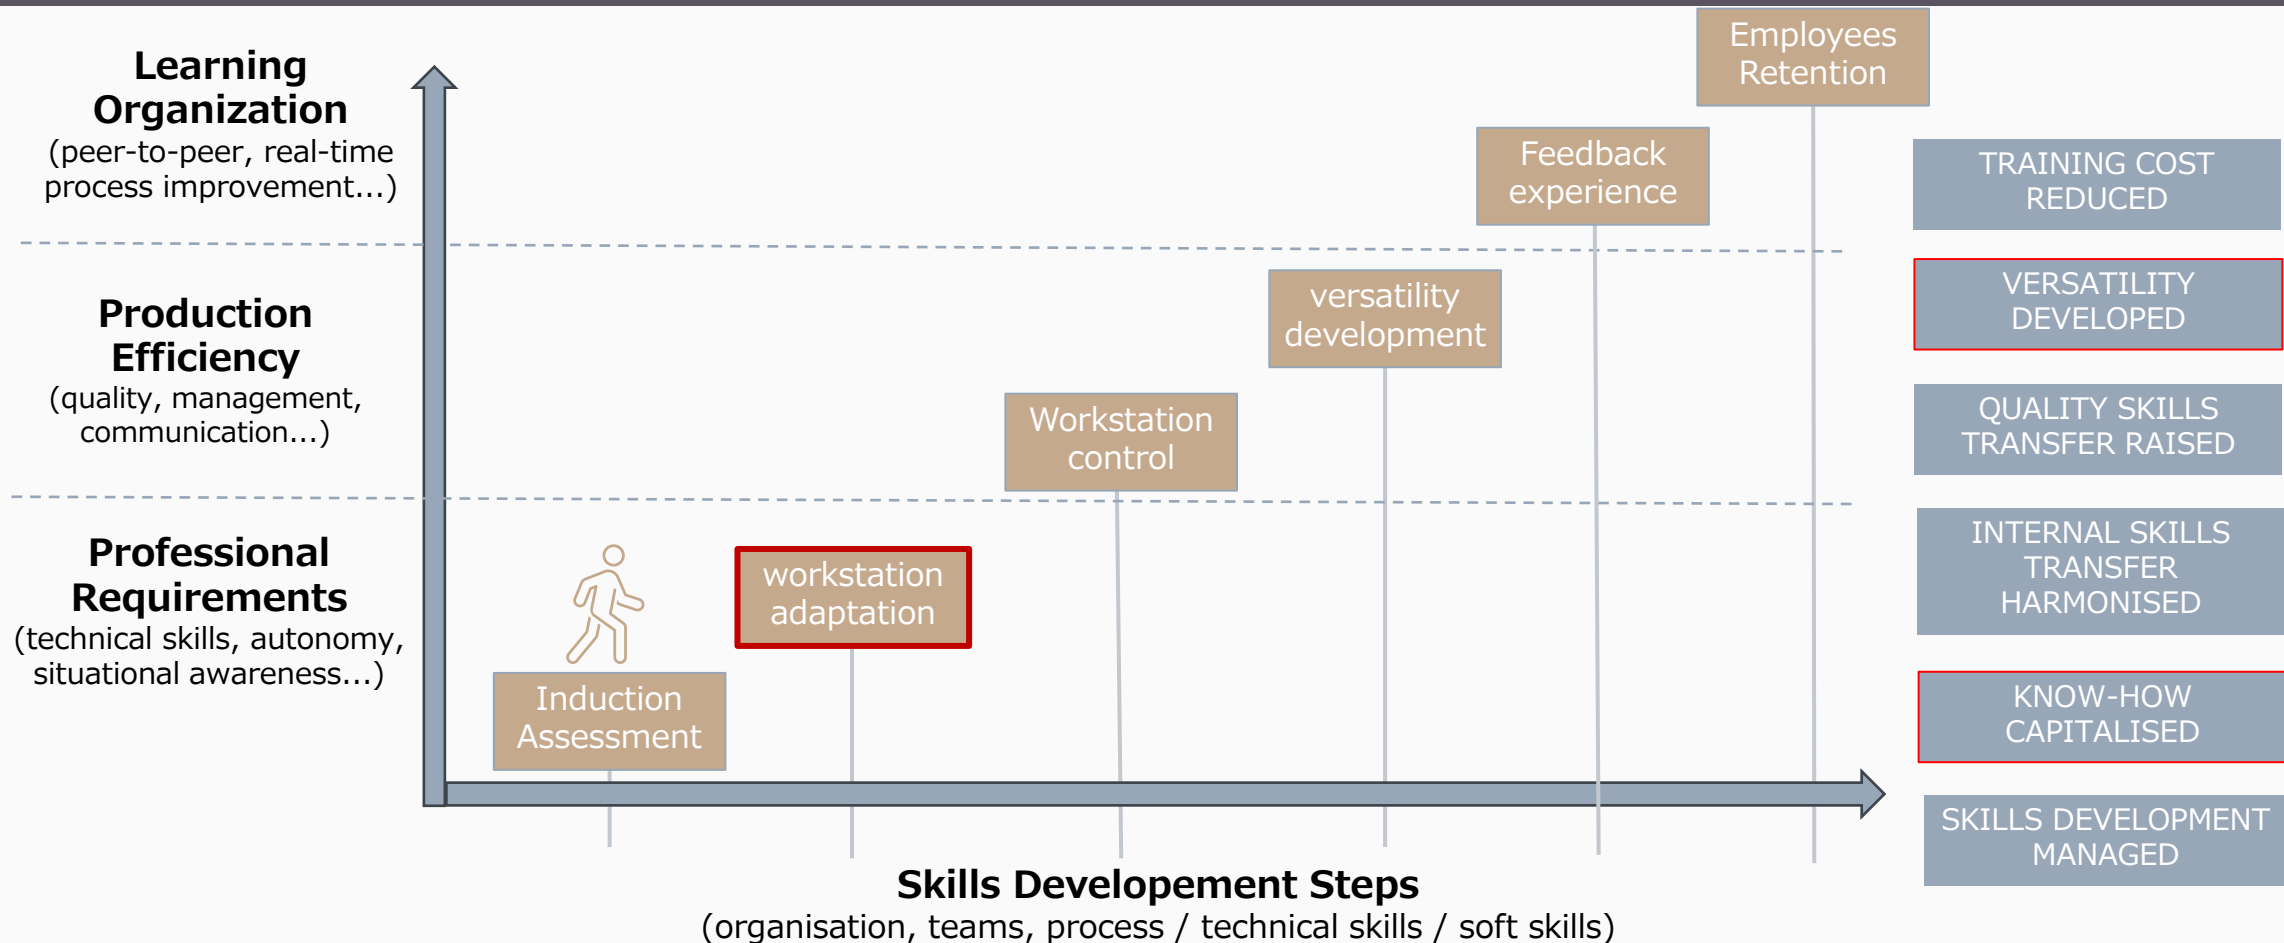 Learning
Organization
(peer-to-peer, real-time
process improvement...)
Production
Efficiency
(quality, management,
communication...)
Professional
Requirements
(technical skills, autonomy,
situational awareness...)
Induction
Assessment
workstation
adaptation
Workstation
control
versatility
development
Feedback
experience
Employees
Retention
TRAINING COST
REDUCED
VERSATILITY
DEVELOPED
QUALITY SKILLS
TRANSFER RAISED
INTERNAL SKILLS
TRANSFER
HARMONISED
KNOW-HOW
CAPITALISED
SKILLS DEVELOPMENT
MANAGED
Skills Developement Steps
(organisation, teams, process / technical skills / soft skills)